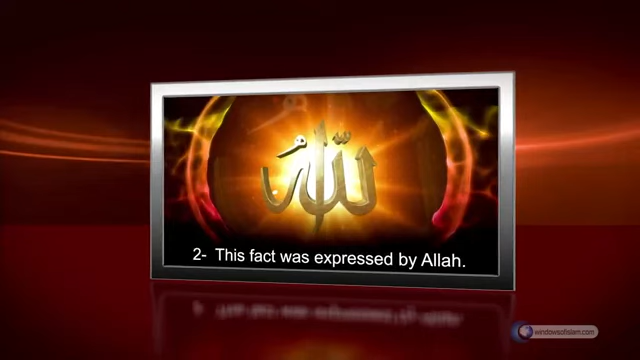 الله
2- This fact was expressed by Allah.
windowsofislam.com